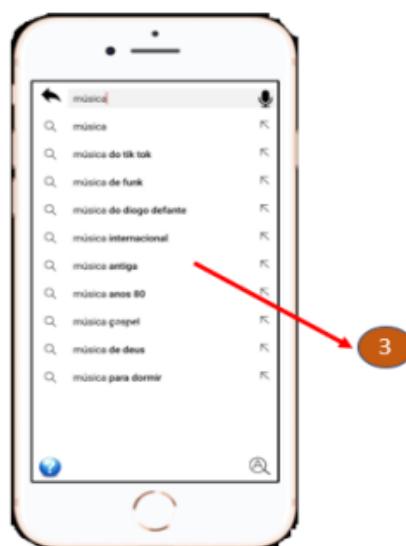 música
música
música do tik tok
música de funk
música do diogo defante
música internacional
música antiga
música anos 80
música gospel
música de deus
música para dormir
3
?
A